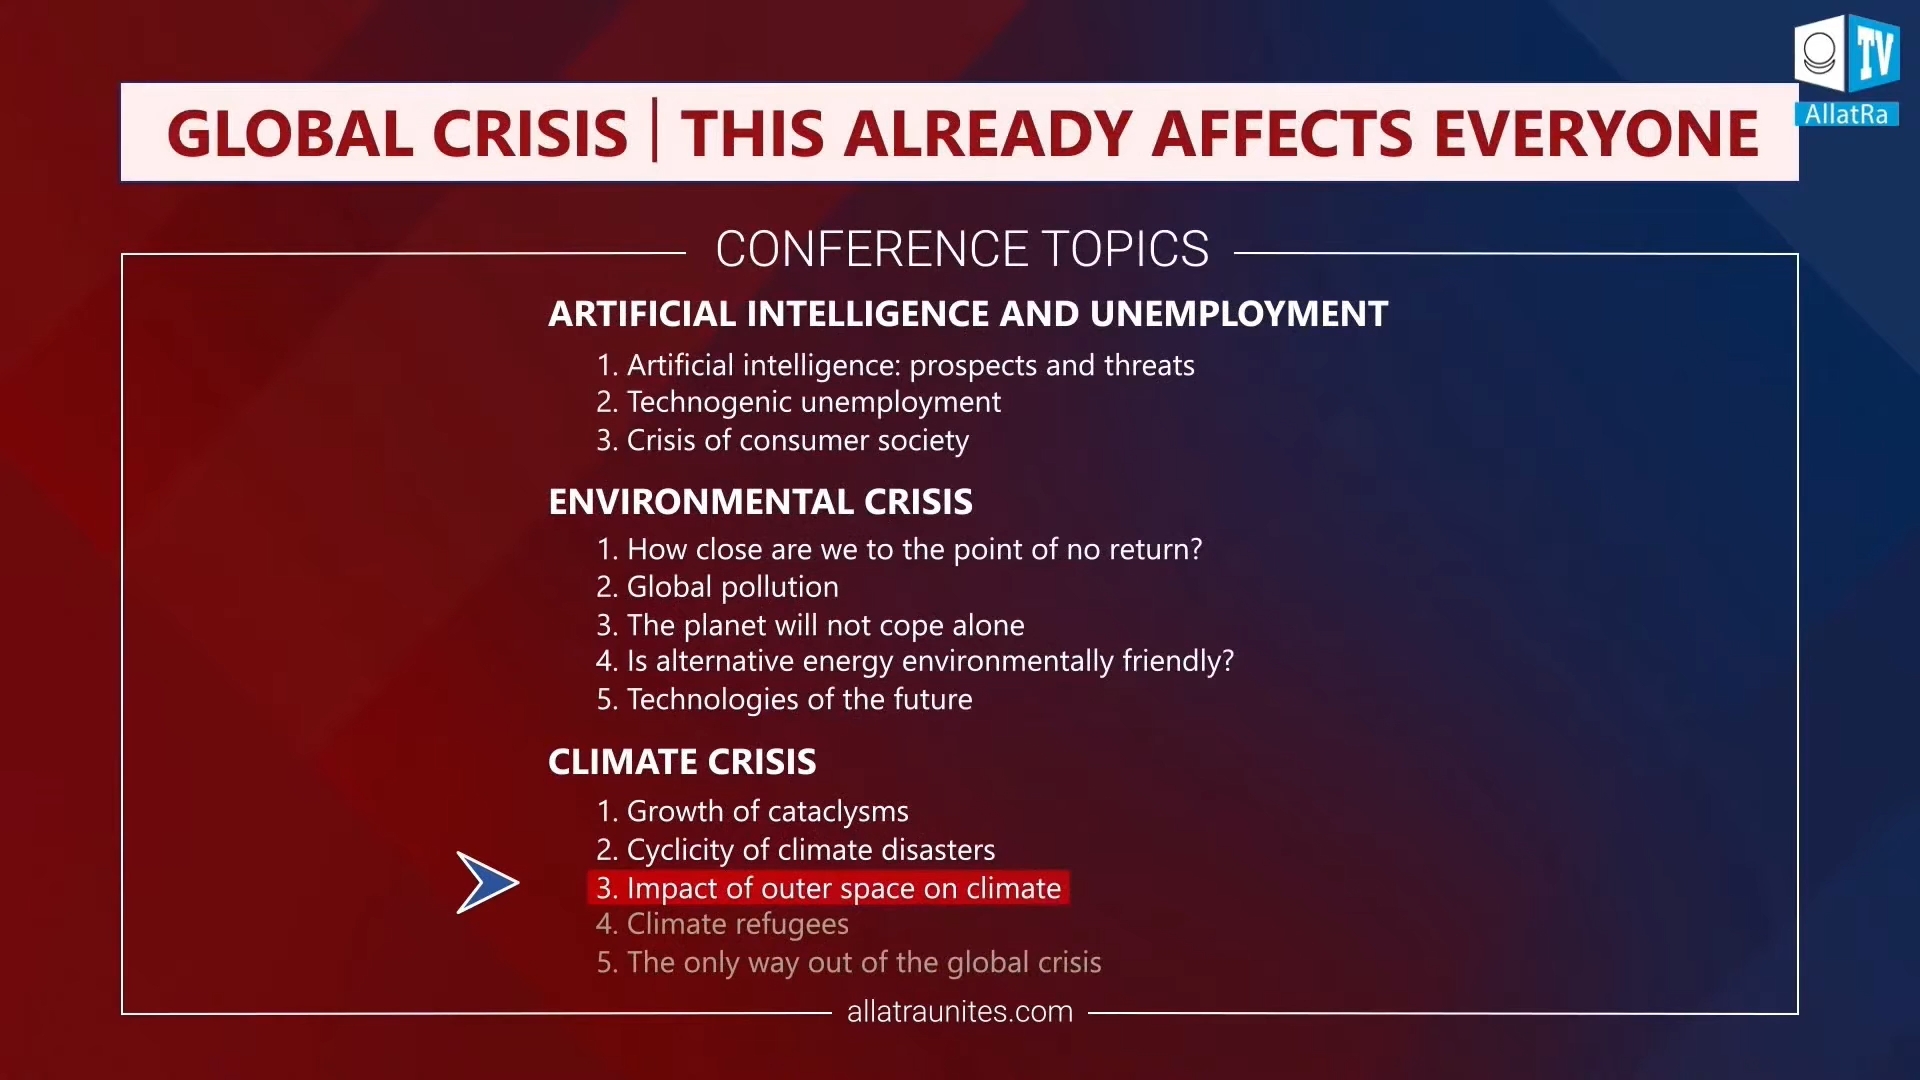 TV
AllatRa
GLOBAL CRISIS | THIS ALREADY AFFECTS EVERYONE
CONFERENCE TOPICS
ARTIFICIAL INTELLIGENCE AND UNEMPLOYMENT
1. Artificial intelligence: prospects and threats
2. Technogenic unemployment
3. Crisis of consumer society
ENVIRONMENTAL CRISIS
1. How close are we to the point of no return?
2. Global pollution
3. The planet will not cope alone
4. Is alternative energy environmentally friendly?
5. Technologies of the future
CLIMATE CRISIS
1. Growth of cataclysms
2. Cyclicity of climate disasters
3. Impact of outer space on climate
4. Climate refugees
5. The only way out of the global crisis
allatraunites.com